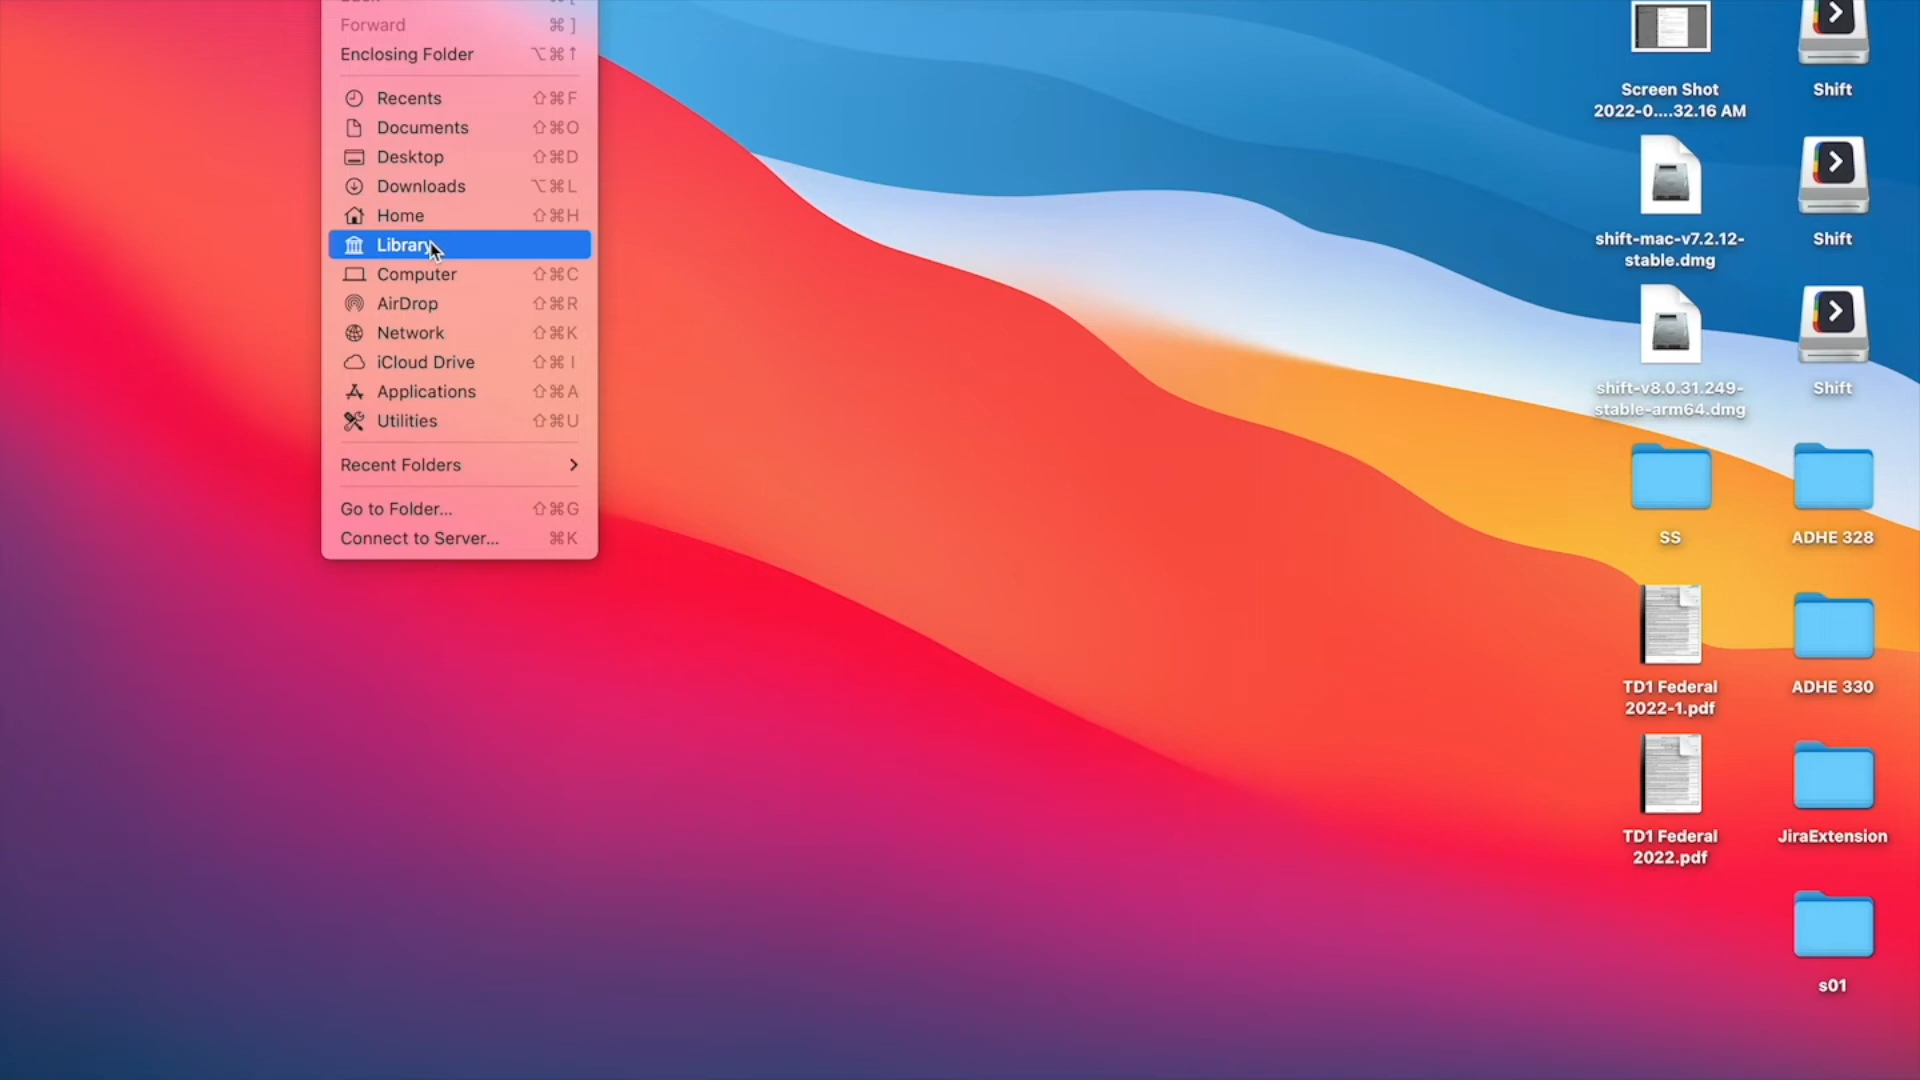 Forward ⌘ ]
Enclosing Folder ⌥⌘↑
Recents ⇧⌘F
Documents ⇧⌘O
Desktop ⇧⌘D
Downloads ⌥⌘L
Home ⇧⌘H
Library
Computer ⇧⌘C
AirDrop ⇧⌘R
Network ⇧⌘K
iCloud Drive ⇧⌘I
Applications ⇧⌘A
Utilities ⇧⌘U
Recent Folders
Go to Folder... ⇧⌘G
Connect to Server... ⌘K
Screen Shot
2022-0....32.16 AM
Shift
shift-mac-v7.2.12-
stable.dmg
Shift
shift-v8.0.31.249-
stable-arm64.dmg
Shift
SS
ADHE 328
TD1 Federal
2022-1.pdf
ADHE 330
TD1 Federal
2022.pdf
JiraExtension
s01